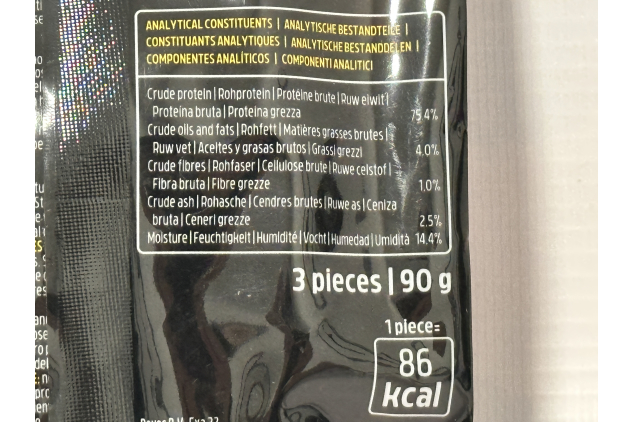 ANALYTICAL CONSTITUENTS | ANALYTISCHE BESTANDTEILE |
CONSTITUANTS ANALYTIQUES | ANALYTISCHE BESTANDDELEN |
COMPONENTES ANALÍTICOS | COMPONENTI ANALITICI
Crude protein | Rohprotein | Protéine brute | Ruw eiwit |
Proteína bruta | Proteina grezza 75.4%
Crude oils and fats | Rohfett | Matières grasses brutes |
Ruw vet | Aceites y grasas brutos | Grassi grezzi 4.0%
Crude fibres | Rohfaser | Cellulose brute | Ruwe celstof |
Fibra bruta | Fibre grezze 1.0%
Crude ash | Rohasche | Cendres brutes | Ruwe as | Ceniza
bruta | Ceneri grezze 2.5%
Moisture | Feuchtigkeit | Humidité | Vocht | Humedad | Umidità 14.4%
3 pieces | 90 g
1 piece=
86
kcal